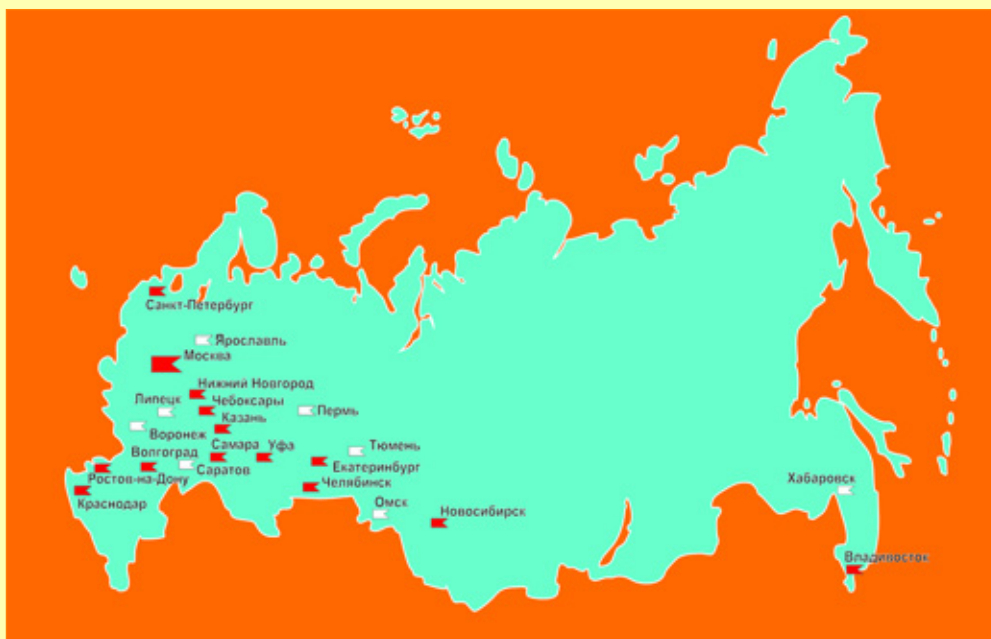 Санкт-Петербург
Ярославль
Москва
Нижний Новгород
Липецк
Чебоксары
Пермь
Казань
Воронеж
Самара
Уфа
Тюмень
Волгоград
Саратов
Екатеринбург
Ростов-на-Дону
Челябинск
Хабаровск
Краснодар
Омск
Новосибирск
Владивосток